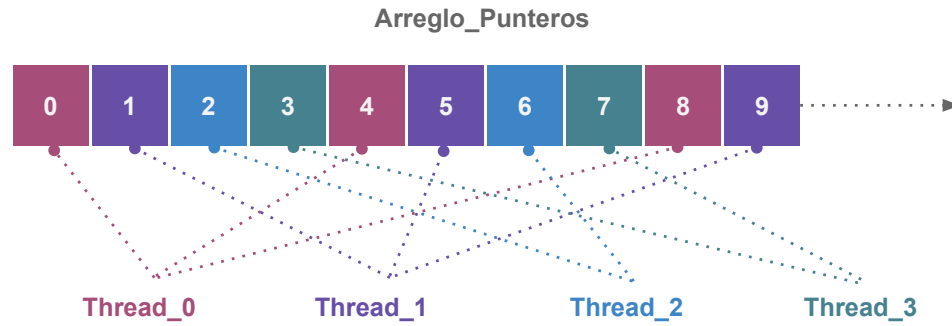 Arreglo_Punteros
0 1 2 3 4 5 6 7 8 9
Thread_0 Thread_1 Thread_2 Thread_3